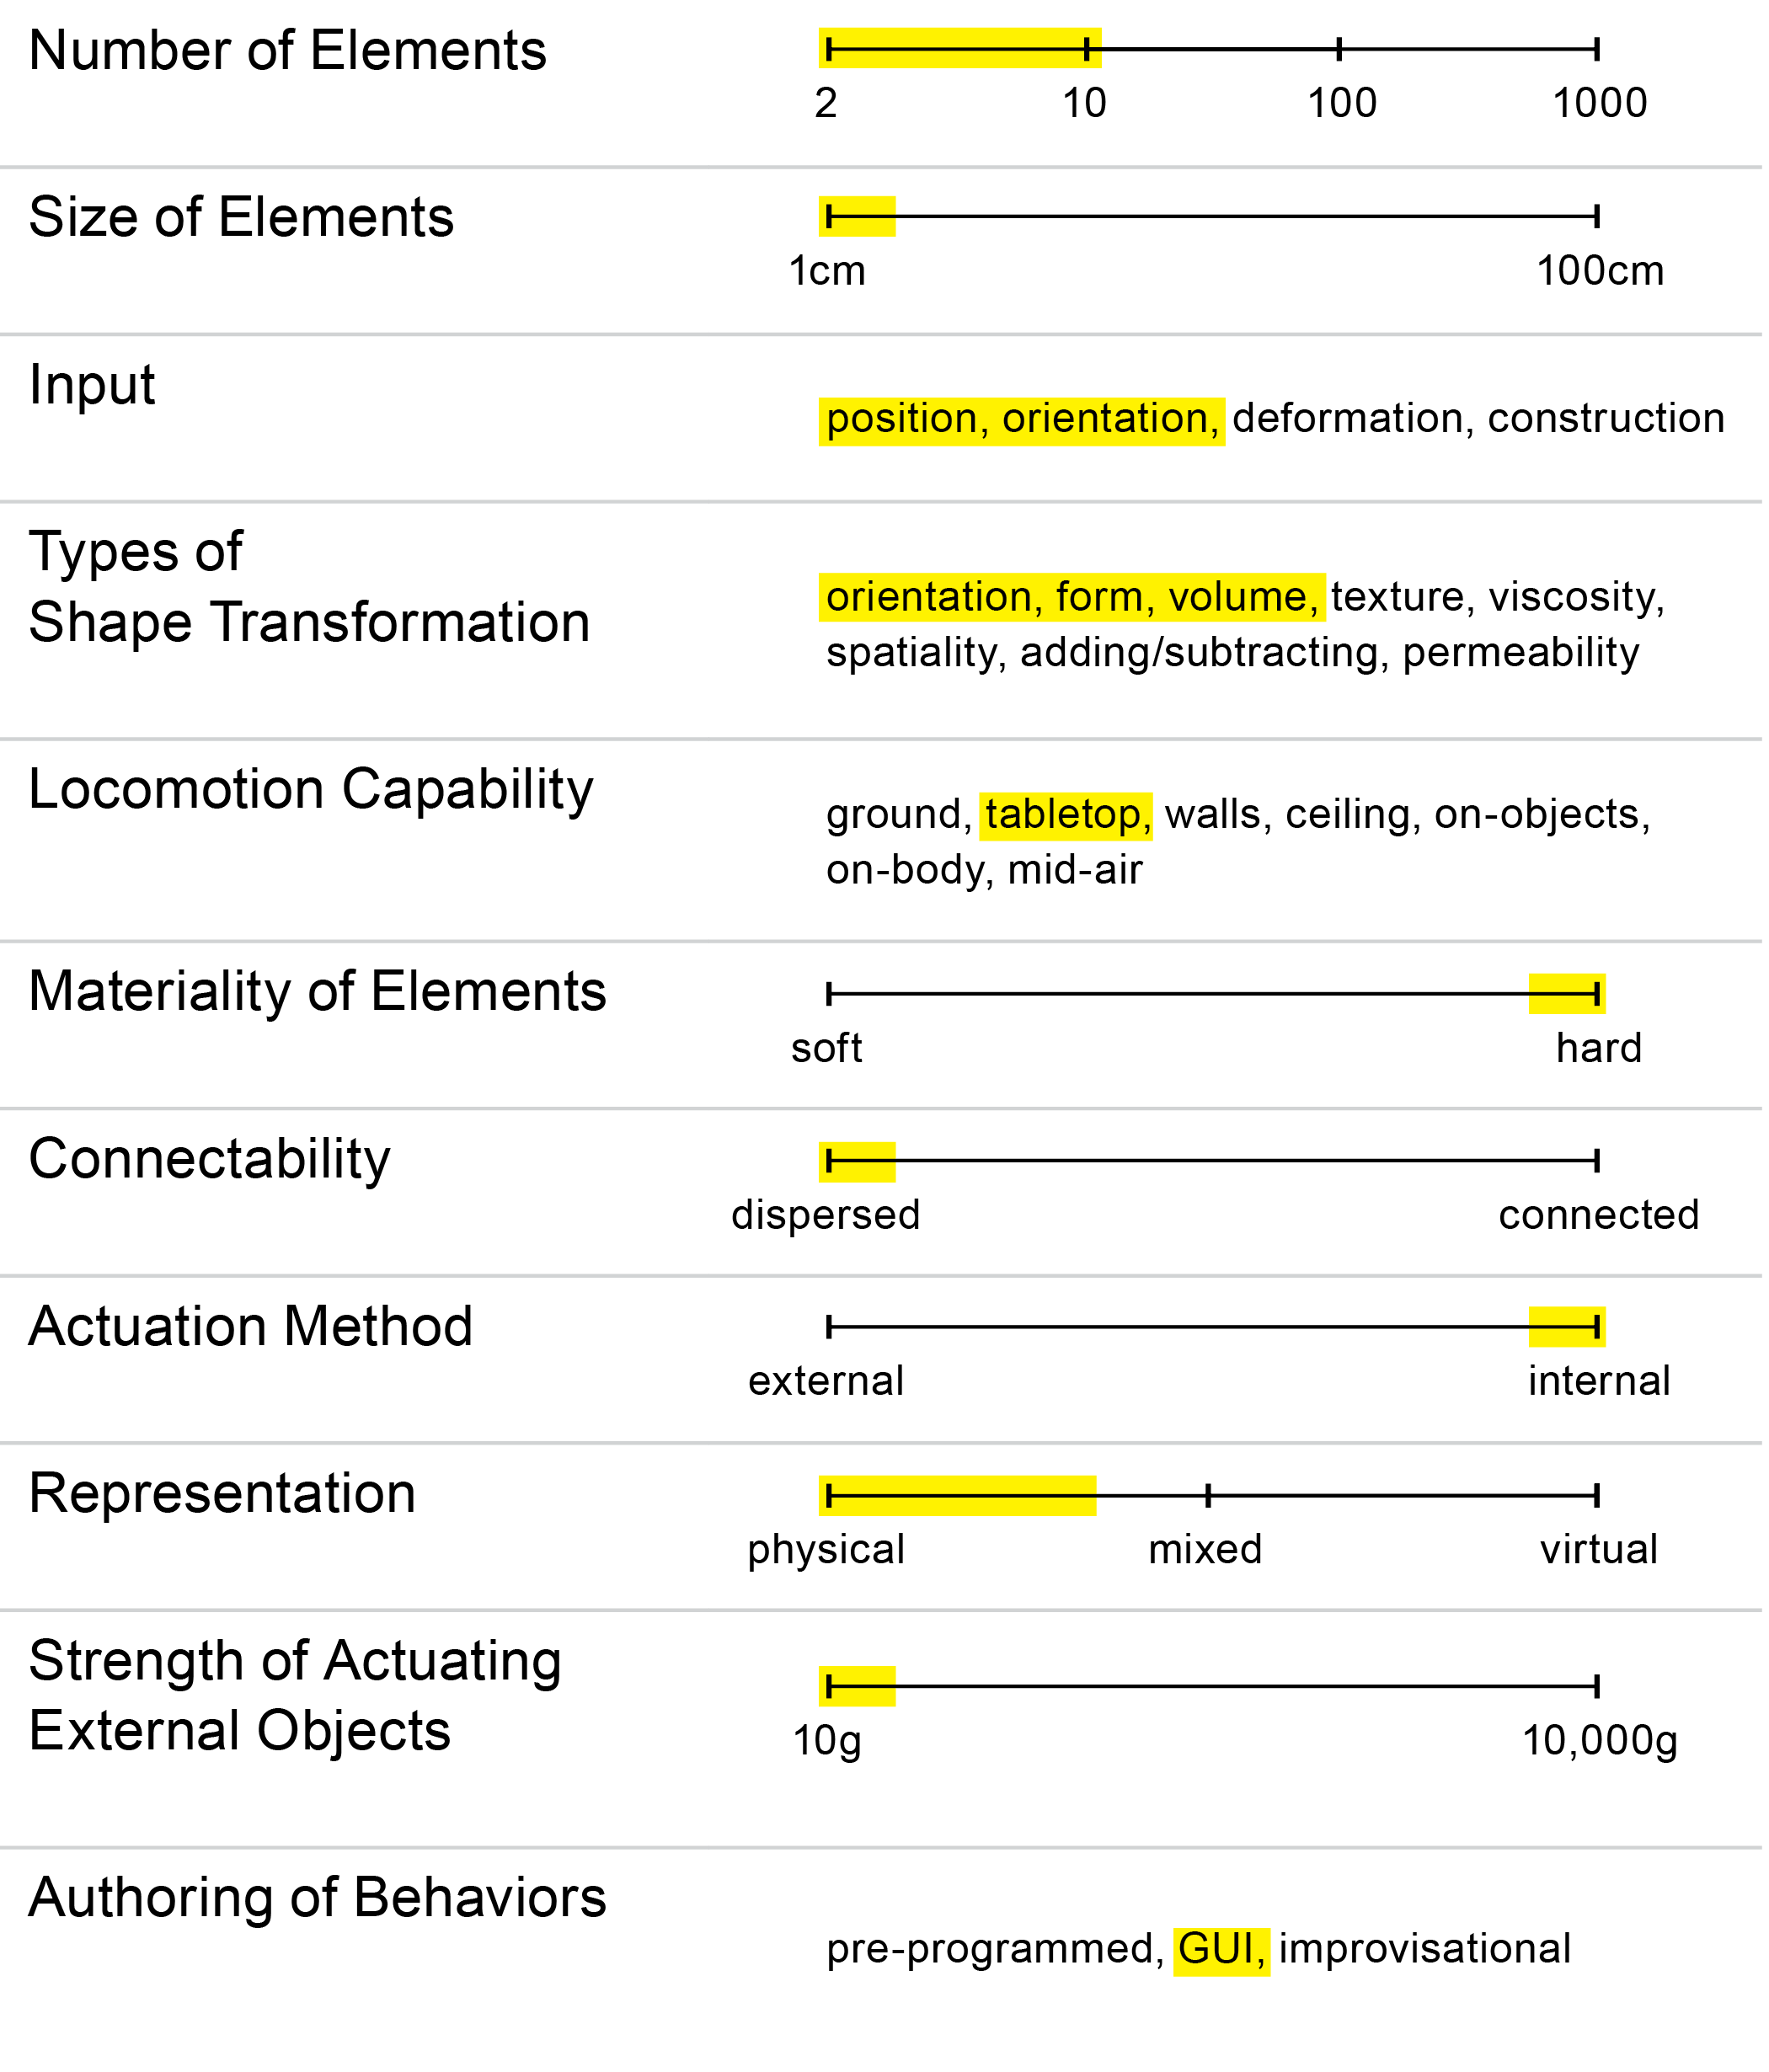 Number of Elements
2 10 100 1000
Size of Elements
1cm 100cm
Input
position, orientation, deformation, construction
Types of
Shape Transformation
orientation, form, volume, texture, viscosity,
spatiality, adding/subtracting, permeability
Locomotion Capability
ground, tabletop, walls, ceiling, on-objects,
on-body, mid-air
Materiality of Elements
soft hard
Connectability
dispersed connected
Actuation Method
external internal
Representation
physical mixed virtual
Strength of Actuating
External Objects
10g 10,000g
Authoring of Behaviors
pre-programmed, GUI, improvisational